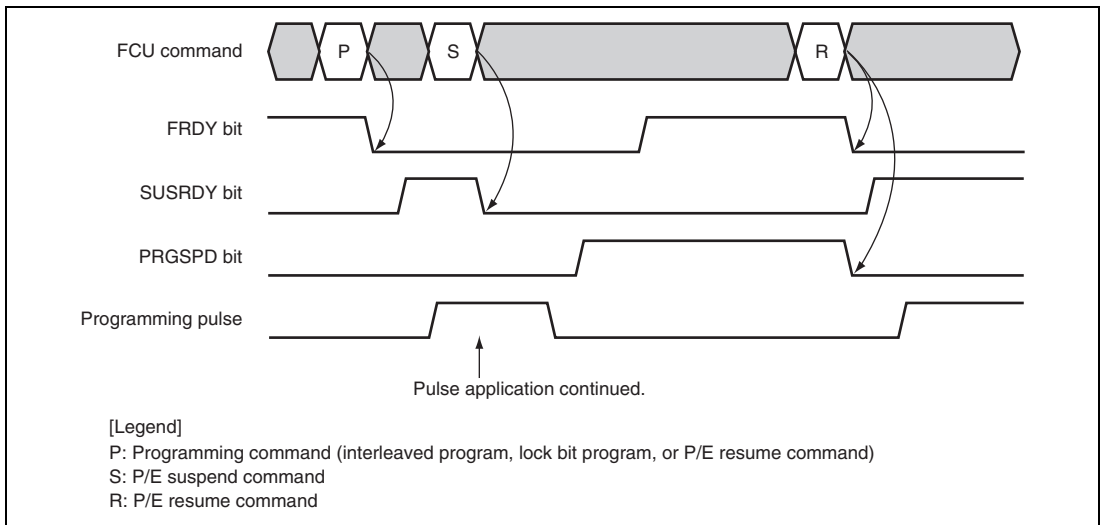 FCU command
P
S
R
FRDY bit
SUSRDY bit
PRGSPD bit
Programming pulse
Pulse application continued.
[Legend]
P: Programming command (interleaved program, lock bit program, or P/E resume command)
S: P/E suspend command
R: P/E resume command